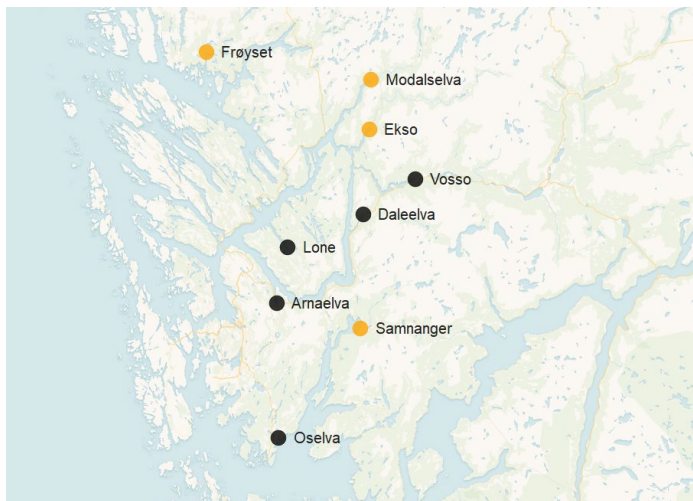 Frøyset
Modalselva
Ekso
Vosso
Daleelva
Lone
Arnaelva
Samnanger
Oselva